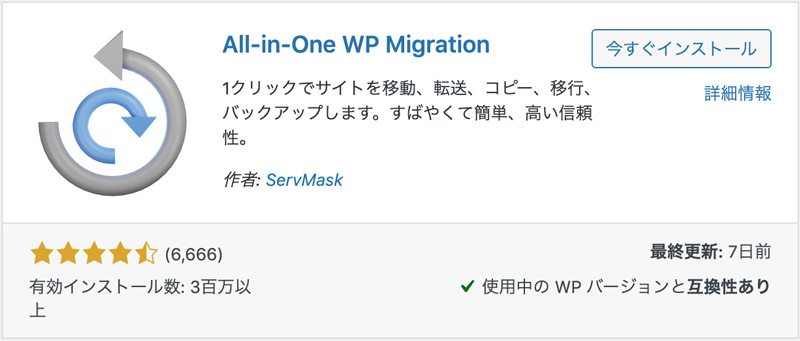 All-in-One WP Migration
今すぐインストール
詳細情報
1クリックでサイトを移動、転送、コピー、移行、
バックアップします。すばやくて簡単、高い信頼
性。
作者: ServMask
(6,666)
有効インストール数: 3百万以
上
最終更新: 7日前
使用中の WP バージョンと互換性あり